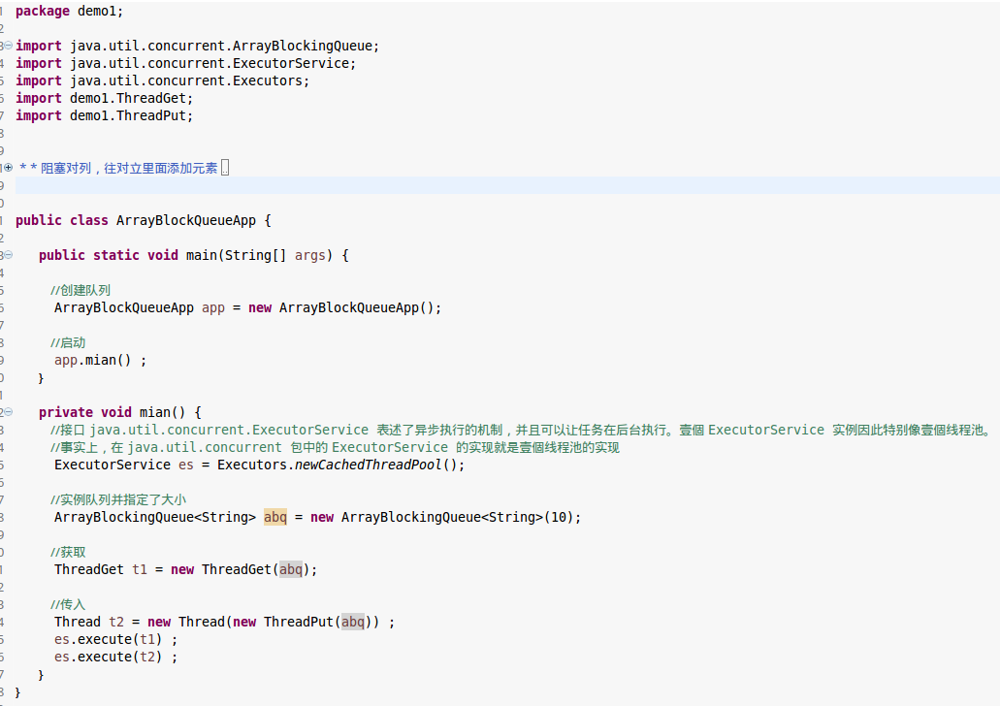 package demo1;
import java.util.concurrent.ArrayBlockingQueue;
import java.util.concurrent.ExecutorService;
import java.util.concurrent.Executors;
import demo1.ThreadGet;
import demo1.ThreadPut;
* * 阻塞对列，往对立里面添加元素
public class ArrayBlockQueueApp {
public static void main(String[] args) {
//创建队列
ArrayBlockQueueApp app = new ArrayBlockQueueApp();
//启动
app.mian() ;
}
private void mian() {
//接口 java.util.concurrent.ExecutorService 表述了异步执行的机制，并且可以让任务在后台执行。壹個 ExecutorService 实例因此特别像壹個线程池。
//事实上，在 java.util.concurrent 包中的 ExecutorService 的实现就是壹個线程池的实现
ExecutorService es = Executors.newCachedThreadPool();
//实例队列并指定了大小
ArrayBlockingQueue<String> abq = new ArrayBlockingQueue<String>(10);
//获取
ThreadGet t1 = new ThreadGet(abq);
//传入
Thread t2 = new Thread(new ThreadPut(abq)) ;
es.execute(t1) ;
es.execute(t2) ;
}
}